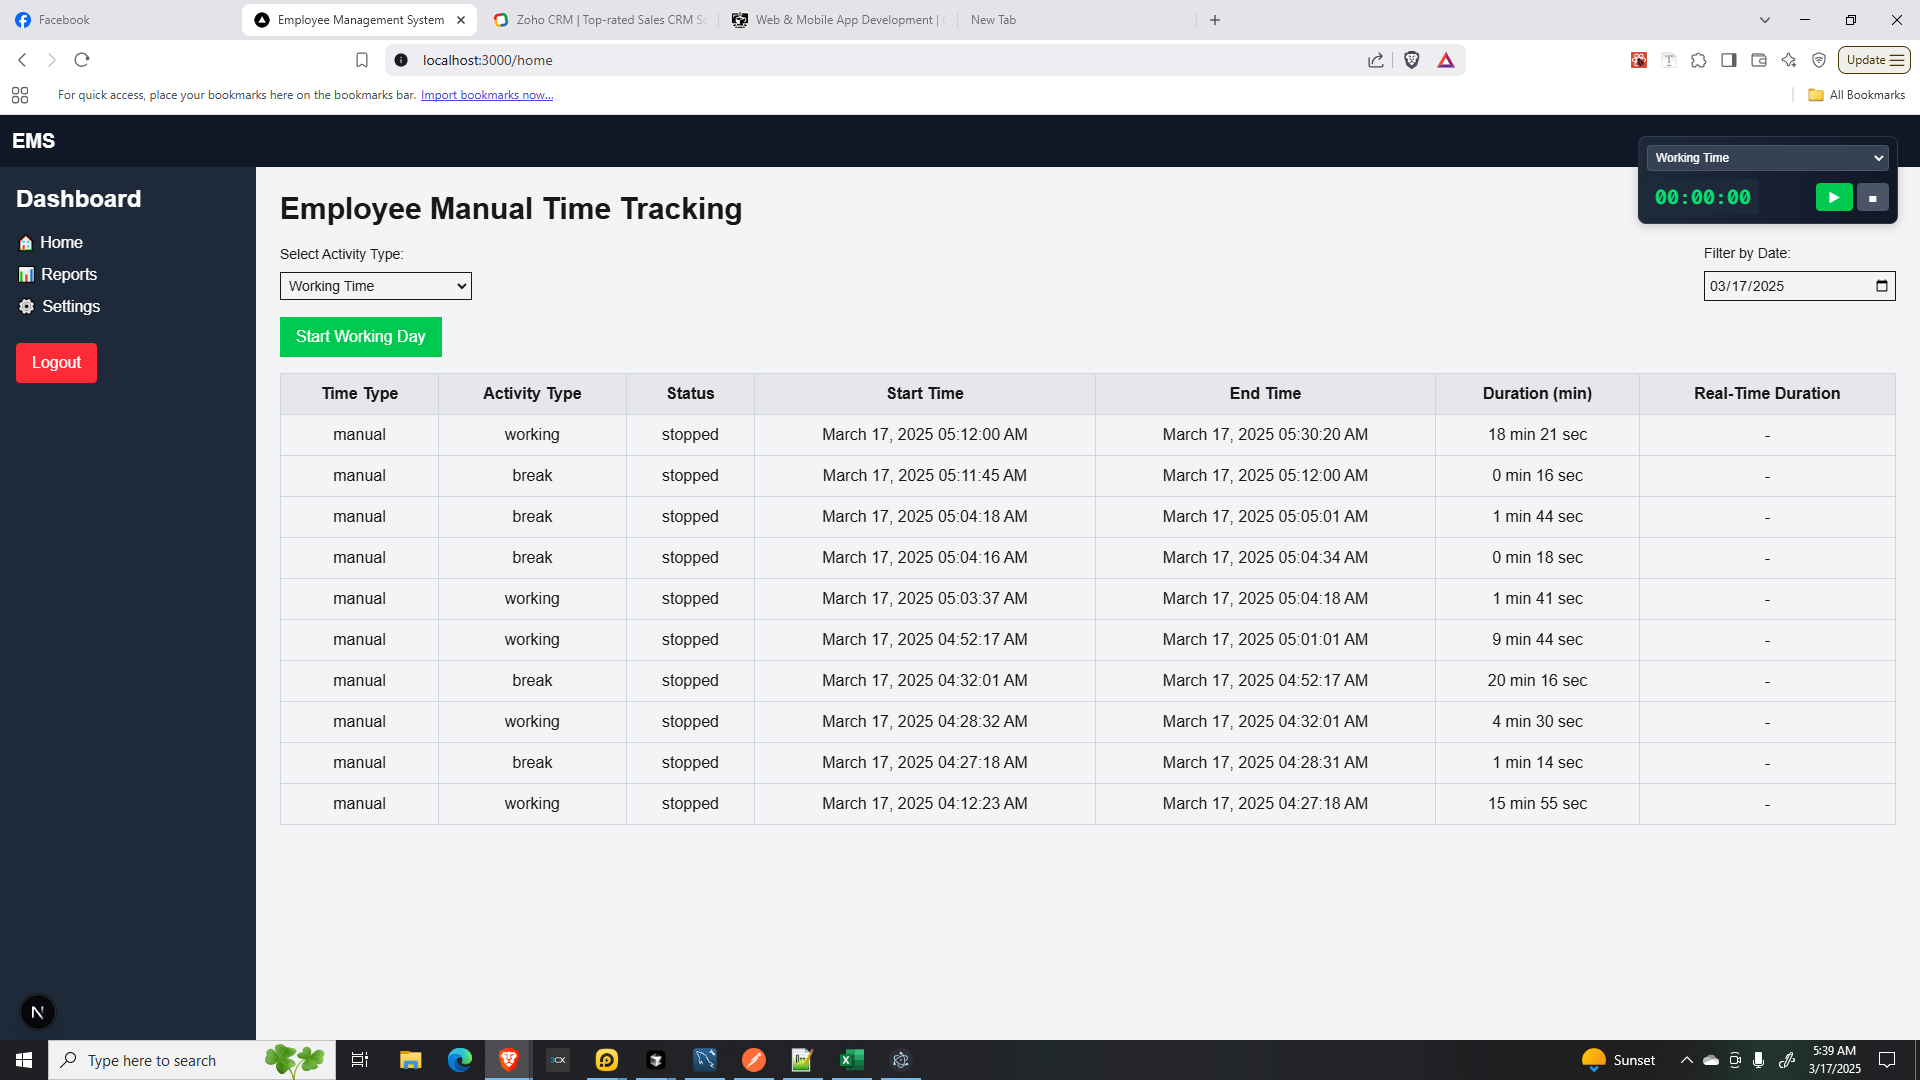 Facebook
Employee Management System
Zoho CRM | Top-rated Sales CRM S
Web & Mobile App Development |
New Tab
localhost:3000/home
Update
For quick access, place your bookmarks here on the bookmarks bar. Import bookmarks now...
All Bookmarks
EMS
Working Time
00:00:00
Dashboard
Home
Reports
Settings
Logout
Employee Manual Time Tracking
Select Activity Type:
Working Time
Filter by Date:
03/17/2025
Start Working Day
Time Type Activity Type Status Start Time End Time Duration (min) Real-Time Duration
manual working stopped March 17, 2025 05:12:00 AM March 17, 2025 05:30:20 AM 18 min 21 sec -
manual break stopped March 17, 2025 05:11:45 AM March 17, 2025 05:12:00 AM 0 min 16 sec -
manual break stopped March 17, 2025 05:04:18 AM March 17, 2025 05:05:01 AM 1 min 44 sec -
manual break stopped March 17, 2025 05:04:16 AM March 17, 2025 05:04:34 AM 0 min 18 sec -
manual working stopped March 17, 2025 05:03:37 AM March 17, 2025 05:04:18 AM 1 min 41 sec -
manual working stopped March 17, 2025 04:52:17 AM March 17, 2025 05:01:01 AM 9 min 44 sec -
manual break stopped March 17, 2025 04:32:01 AM March 17, 2025 04:52:17 AM 20 min 16 sec -
manual working stopped March 17, 2025 04:28:32 AM March 17, 2025 04:32:01 AM 4 min 30 sec -
manual break stopped March 17, 2025 04:27:18 AM March 17, 2025 04:28:31 AM 1 min 14 sec -
manual working stopped March 17, 2025 04:12:23 AM March 17, 2025 04:27:18 AM 15 min 55 sec -
N
Type here to search
3CX
Sunset
5:39 AM
3/17/2025